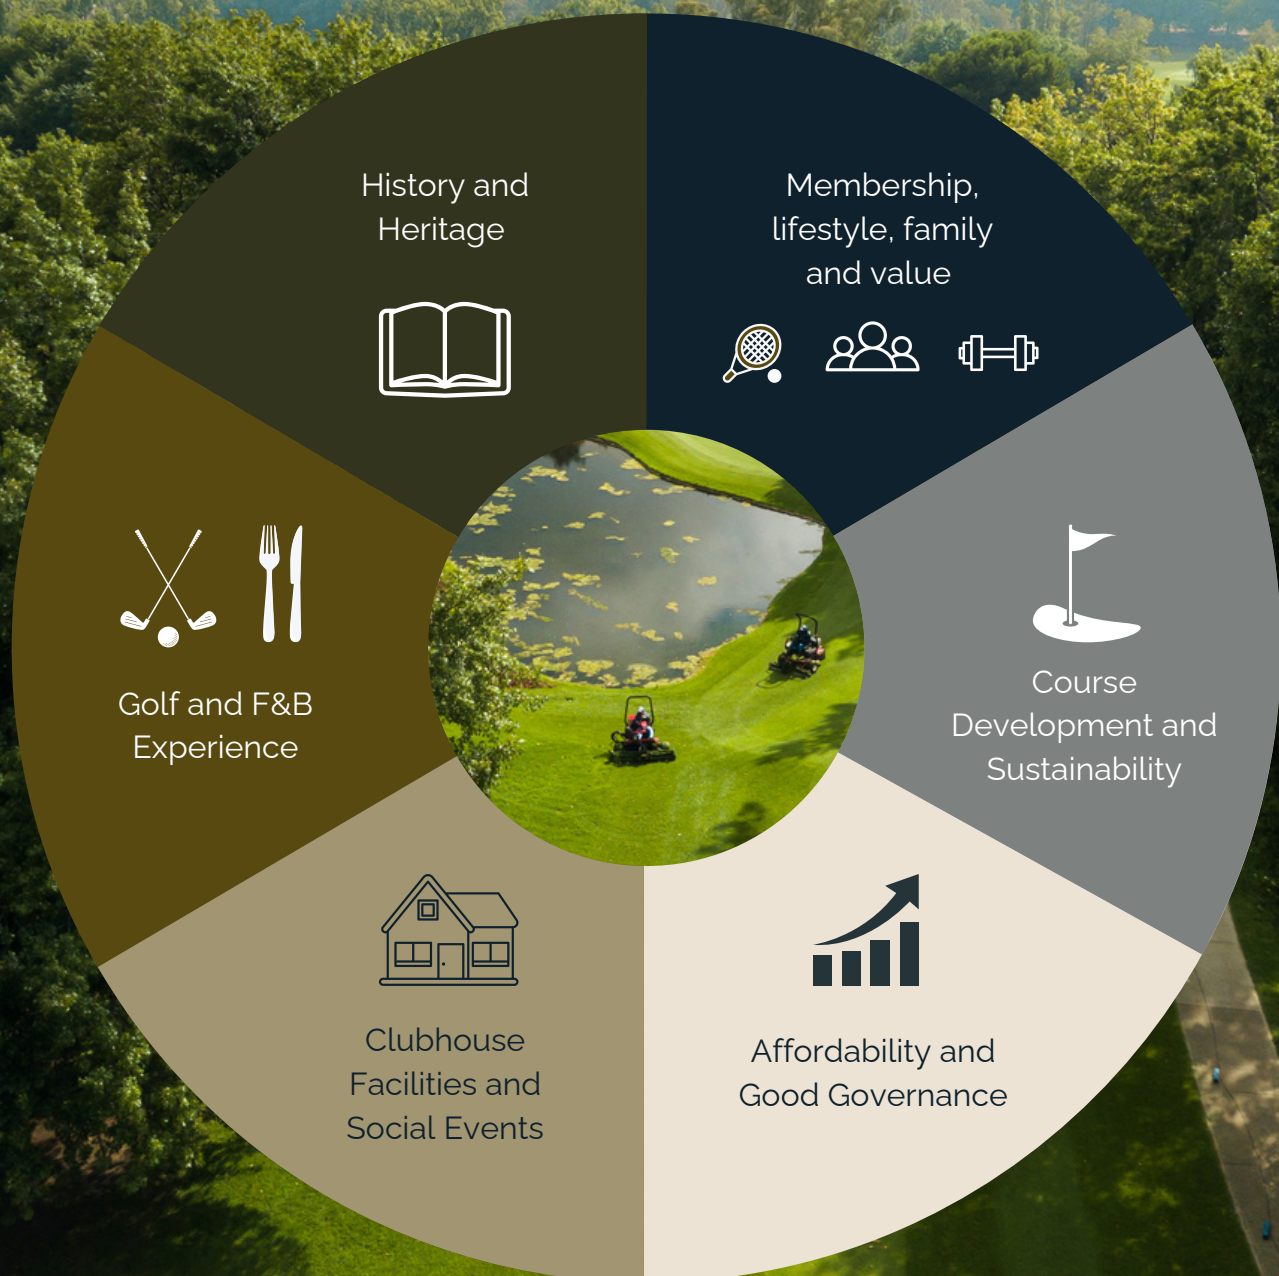 History and
Heritage
Membership,
lifestyle, family
and value
Golf and F&B
Experience
Course
Development and
Sustainability
Clubhouse
Facilities and
Social Events
Affordability and
Good Governance